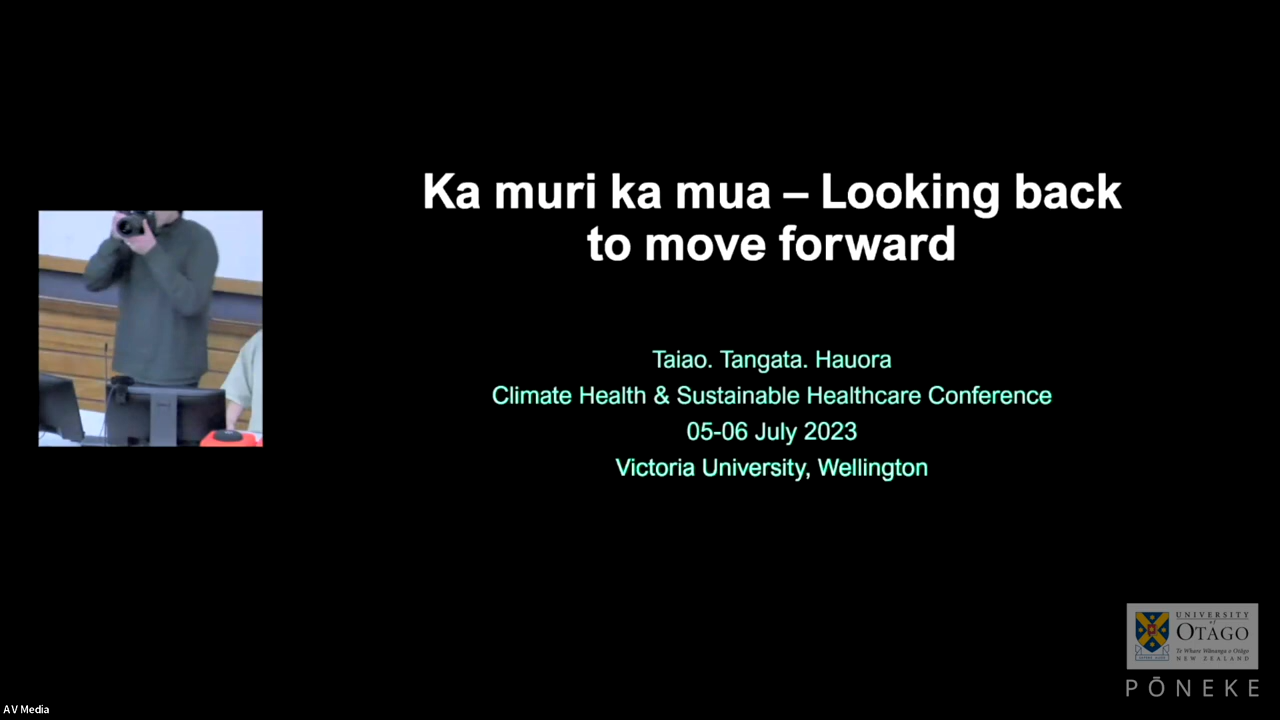 Ka muri ka mua – Looking back
to move forward
Taiao. Tangata. Hauora
Climate Health & Sustainable Healthcare Conference
05-06 July 2023
Victoria University, Wellington
UNIVERSITY
of
OTAGO
Te Whare Wānanga o Otāgo
NEW ZEALAND
PŌNEKE
AV Media